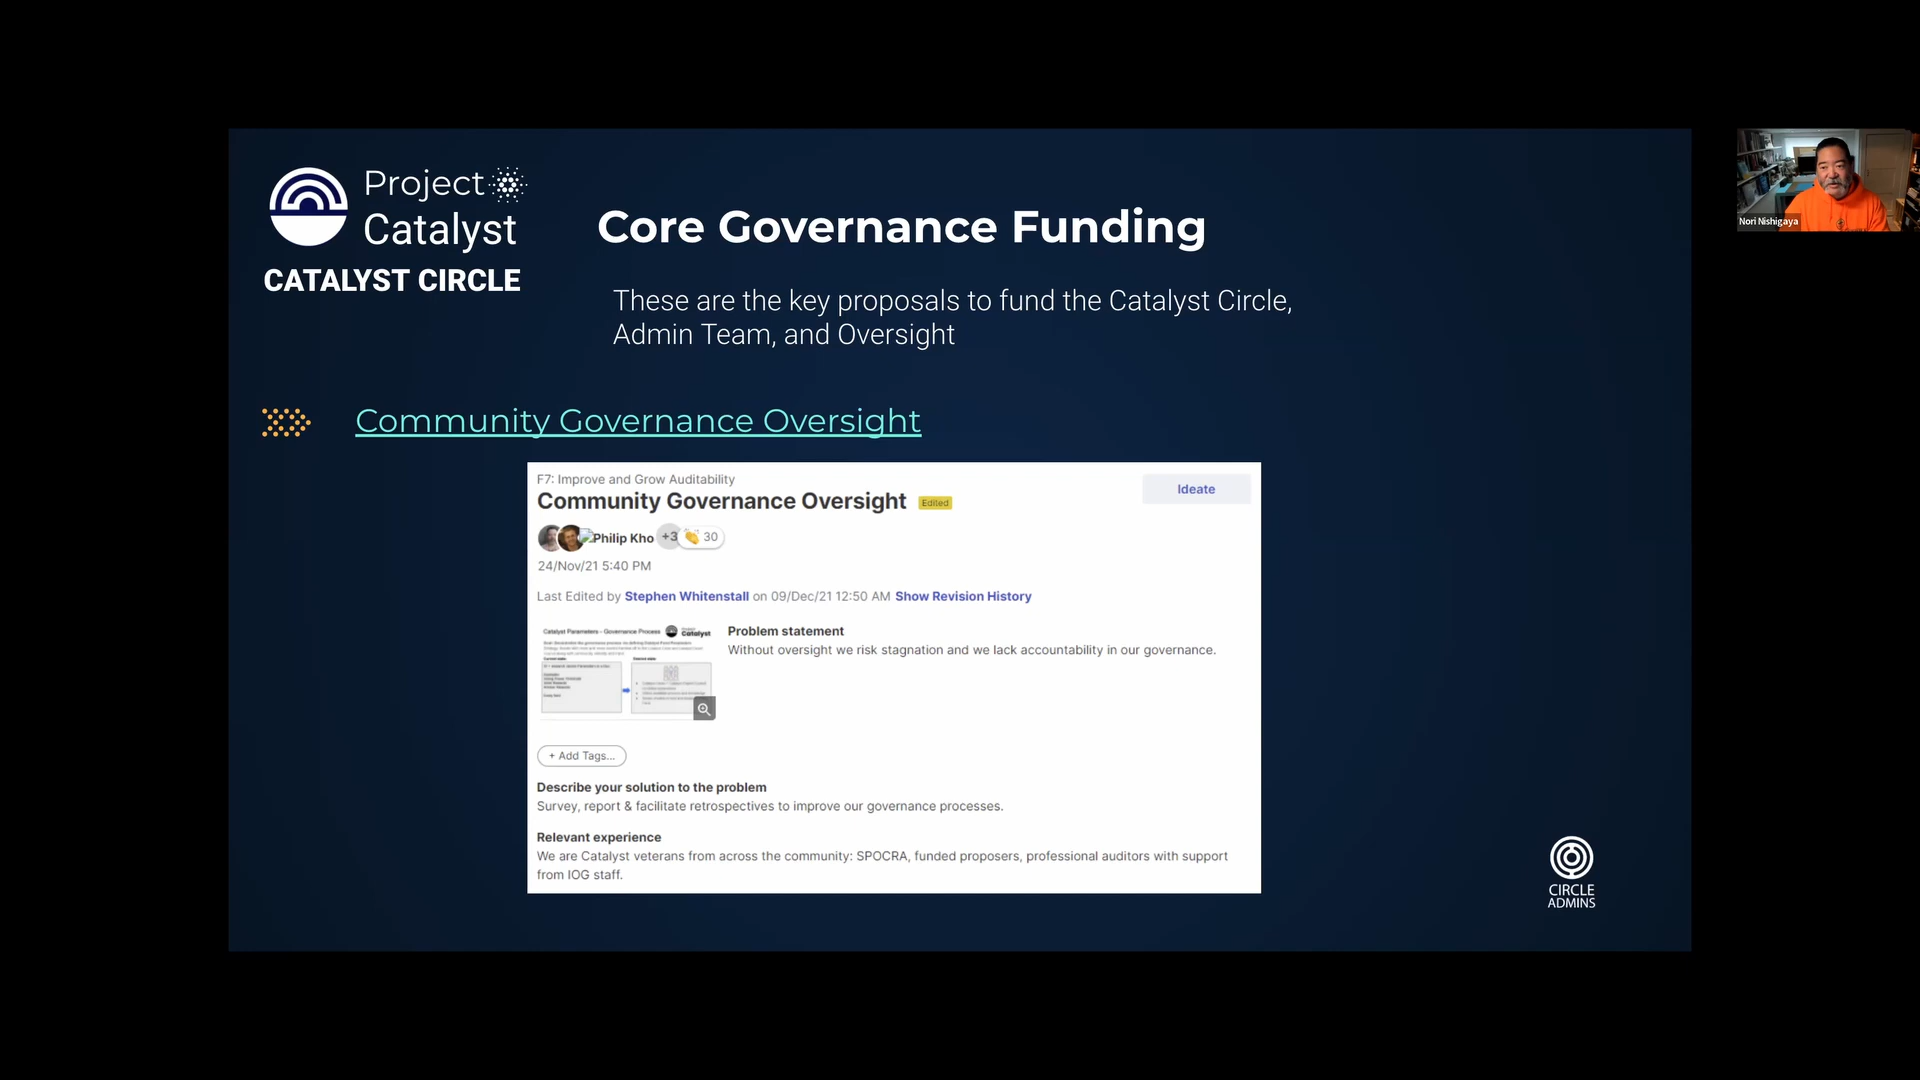 Project
Catalyst
CATALYST CIRCLE
Core Governance Funding
These are the key proposals to fund the Catalyst Circle,
Admin Team, and Oversight
Community Governance Oversight
F7: Improve and Grow Auditability
Community Governance Oversight Edited
Ideate
Philip Kho +3 30
24/Nov/21 5:40 PM
Last Edited by Stephen Whitenstall on 09/Dec/21 12:50 AM Show Revision History
Catalyst Parameters - Governance Process Catalyst
Problem statement
Without oversight we risk stagnation and we lack accountability in our governance.
+ Add Tags...
Describe your solution to the problem
Survey, report & facilitate retrospectives to improve our governance processes.
Relevant experience
We are Catalyst veterans from across the community: SPOCRA, funded proposers, professional auditors with support
from IOG staff.
CIRCLE
ADMINS
Nori Nishigaya